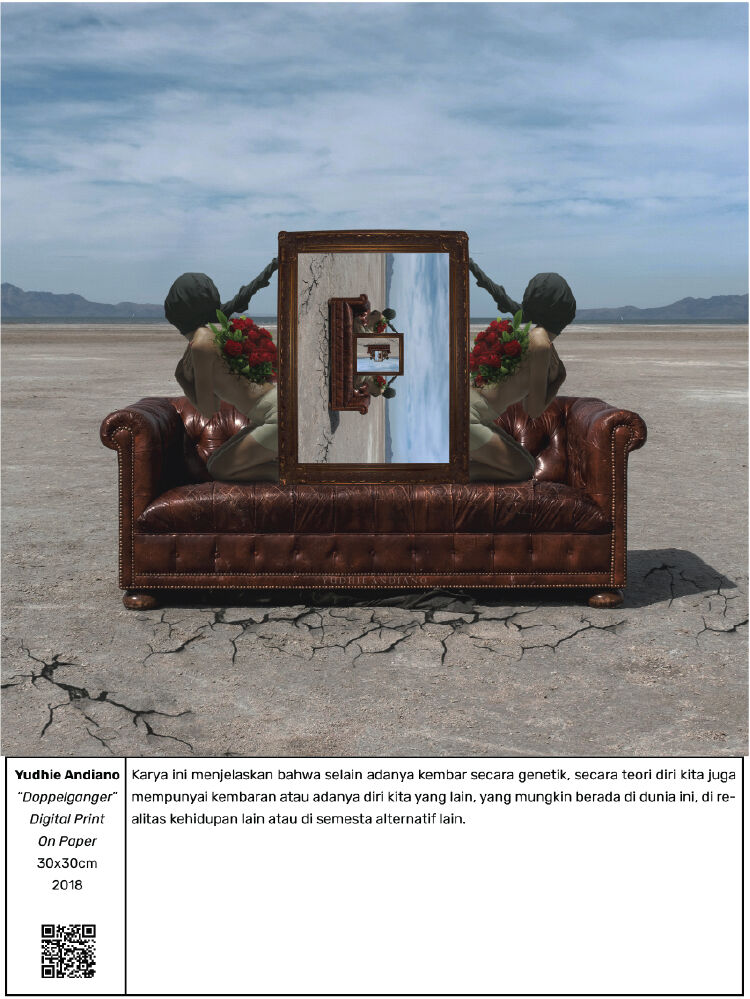 YUDHIE ANDIANO
Yudhie Andiano
"Doppelganger"
Digital Print
On Paper
30x30cm
2018
Karya ini menjelaskan bahwa selain adanya kembar secara genetik, secara teori diri kita juga
mempunyai kembaran atau adanya diri kita yang lain, yang mungkin berada di dunia ini, di re-
alitas kehidupan lain atau di semesta alternatif lain.